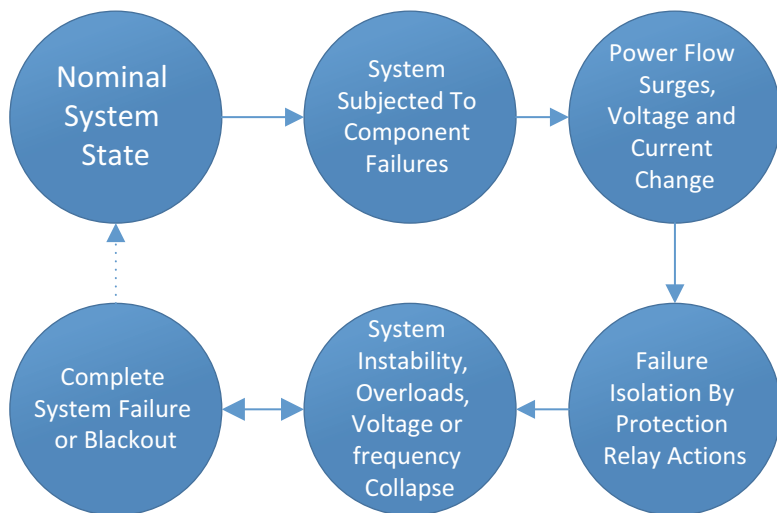 Nominal
System
State
System
Subjected To
Component
Failures
Power Flow
Surges,
Voltage and
Current
Change
Complete
System Failure
or Blackout
System
Instability,
Overloads,
Voltage or
frequency
Collapse
Failure
Isolation By
Protection
Relay Actions